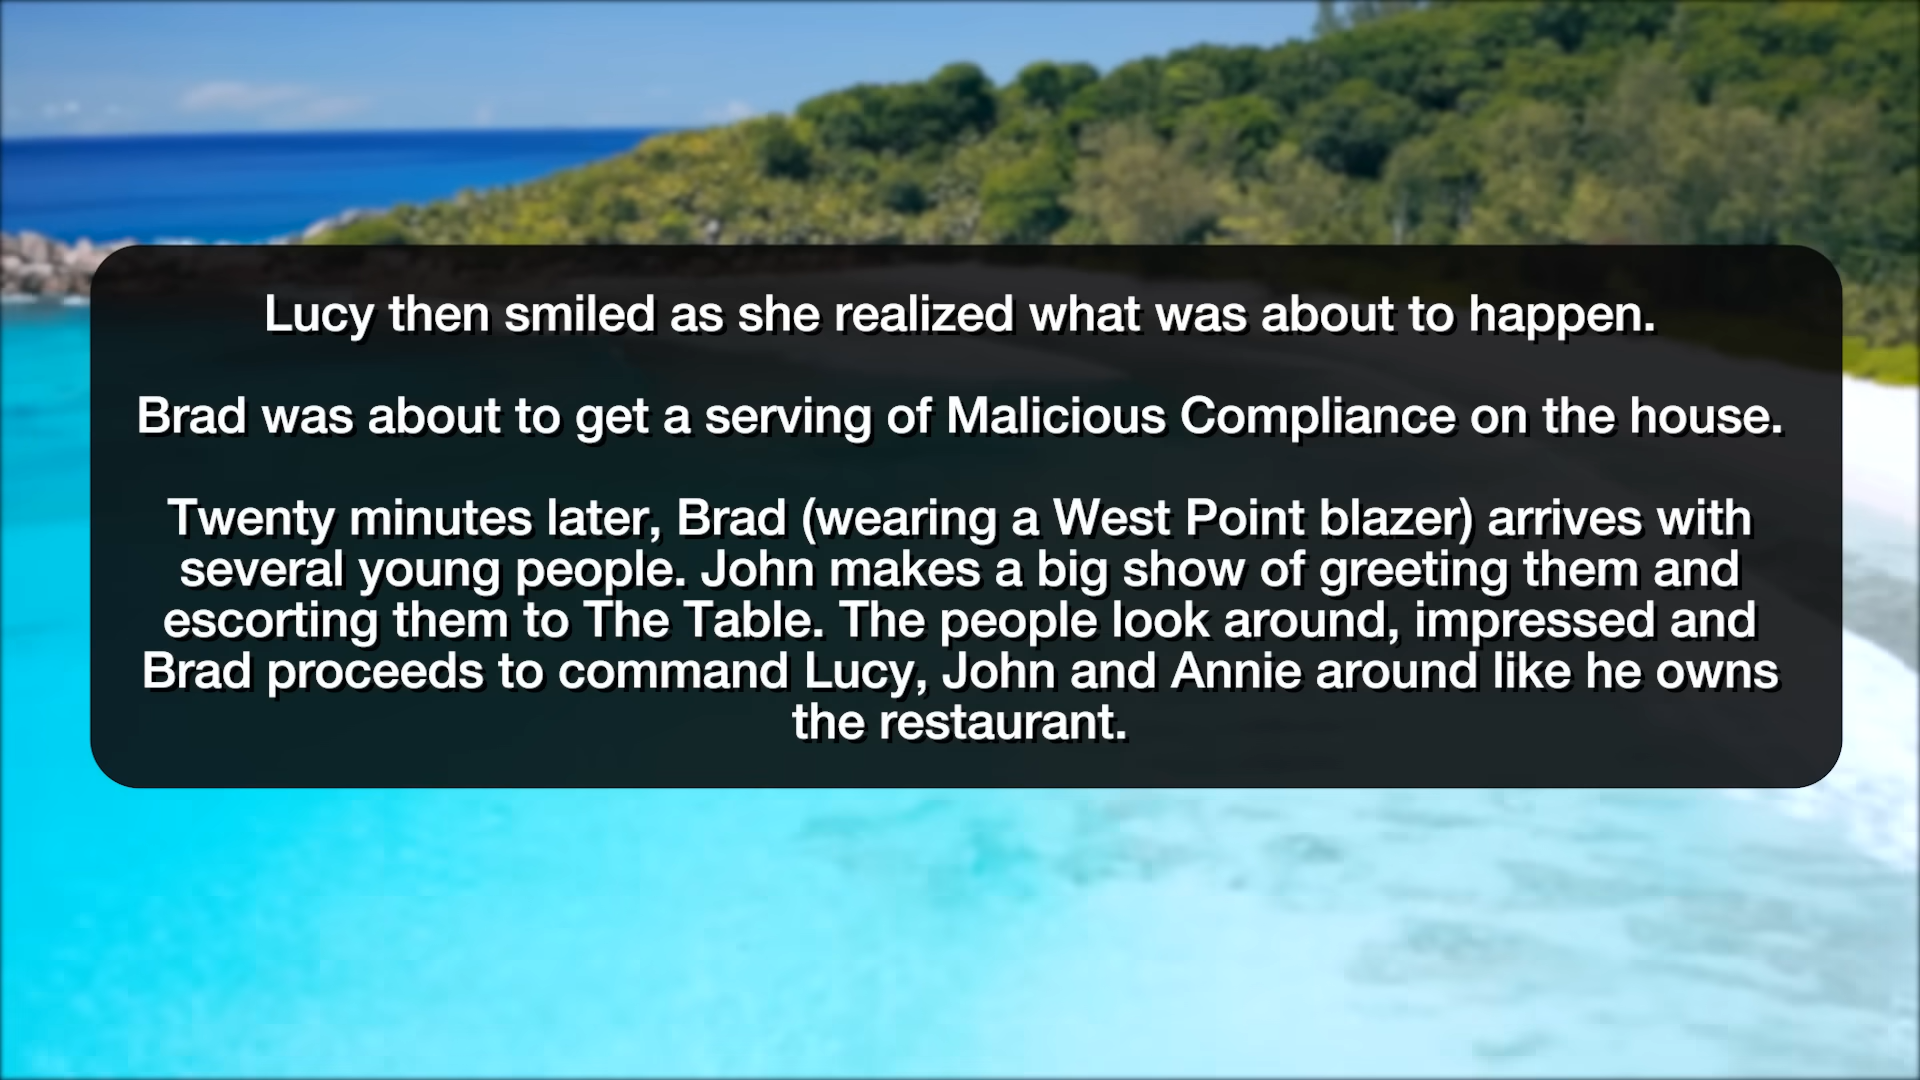 Lucy then smiled as she realized what was about to happen.
Brad was about to get a serving of Malicious Compliance on the house.
Twenty minutes later, Brad (wearing a West Point blazer) arrives with
several young people. John makes a big show of greeting them and
escorting them to The Table. The people look around, impressed and
Brad proceeds to command Lucy, John and Annie around like he owns
the restaurant.